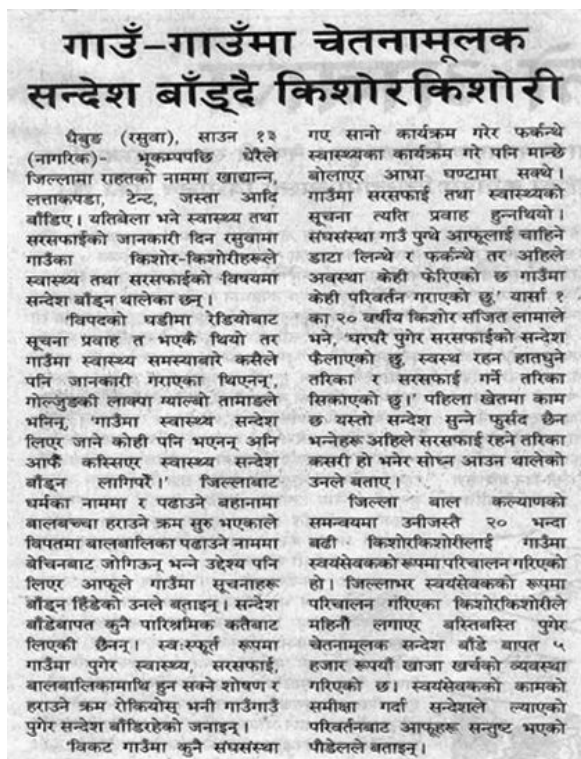 गाउँ-गाउँमा चेतनामूलक
सन्देश बाँड्दै किशोरकिशोरी
धैबुङ (रसुवा), साउन १३
(नागरिक)- भूकम्पपछि धेरैले
जिल्लामा राहतको नाममा खाद्यान्न,
लत्ताकपडा, टेन्ट, जस्ता आदि
बाँडिए। यतिबेला भने स्वास्थ्य तथा
सरसफाईको जानकारी दिन रसुवामा
गाउँका किशोर-किशोरीहरूले
स्वास्थ्य तथा सरसफाईको विषयमा
सन्देश बाँड्न थालेका छन्।
'विपदको घडीमा रेडियोबाट
सूचना प्रवाह त भएकै थियो तर
गाउँमा स्वास्थ्य समस्याबारे कसैले
पनि जानकारी गराएका थिएनन्',
गोल्जुङकी लाक्पा ग्याल्बो तामाङले
भनिन्, 'गाउँमा स्वास्थ्य सन्देश
लिएर जाने कोही पनि भएनन् अनि
आफैँ कस्सिएर स्वास्थ्य सन्देश
बाँड्न लागिपरेँ।' जिल्लाबाट
धर्मका नाममा र पढाउने बहानामा
बालबच्चा हराउने क्रम सुरु भएकाले
विपतमा बालबालिका पढाउने नाममा
बेचिनबाट जोगिऊन् भन्ने उद्देश्य पनि
लिएर आफूले गाउँमा सूचनाहरू
बाँड्न हिँडेको उनले बताइन्। सन्देश
बाँडेबापत कुनै पारिश्रमिक कतैबाट
लिएकी छैनन्। स्वःस्फूर्त रूपमा
गाउँमा पुगेर स्वास्थ्य, सरसफाई,
बालबालिकामाथि हुन सक्ने शोषण र
हराउने क्रम रोकियोस् भनी गाउँगाउँ
पुगेर सन्देश बाँडिरहेको जनाइन्।
'विकट गाउँमा कुनै संघसंस्था
गए सानो कार्यक्रम गरेर फर्कन्थे
स्वास्थ्यका कार्यक्रम गरे पनि मान्छे
बोलाएर आधा घण्टामा सक्थे।
गाउँमा सरसफाई तथा स्वास्थ्यको
सूचना त्यति प्रवाह हुन्नथियो।
संघसंस्था गाउँ पुग्थे आफूलाई चाहिने
डाटा लिन्थे र फर्कन्थे तर अहिले
अवस्था केही फेरिएको छ गाउँमा
केही परिवर्तन गराएको छु,' यार्सा १
का २० वर्षीय किशोर सञ्जित लामाले
भने, 'घरघरै पुगेर सरसफाईको सन्देश
फैलाएको छु, स्वस्थ रहन हातधुने
तरिका र सरसफाई गर्ने तरिका
सिकाएको छु।' पहिला खेतमा काम
छ यस्तो सन्देश सुन्ने फुर्सद छैन
भन्नेहरू अहिले सरसफाई रहने तरिका
कसरी हो भनेर सोध्न आउन थालेको
उनले बताए।
जिल्ला बाल कल्याणको
समन्वयमा उनीजस्तै २० भन्दा
बढी किशोरकिशोरीलाई गाउँमा
स्वयंसेवकको रूपमा परिचालन गरिएको
हो। जिल्लाभर स्वयंसेवकको रूपमा
परिचालन गरिएका किशोरकिशोरीले
महिनौँ लगाएर बस्तिबस्ति पुगेर
चेतनामूलक सन्देश बाँडे बापत ५
हजार रूपयाँ खाजा खर्चको व्यवस्था
गरिएको छ। स्वयंसेवकको कामको
समीक्षा गर्दा सन्देशले ल्याएको
परिवर्तनबाट आफूहरू सन्तुष्ट भएको
पौडेलले बताइन्।